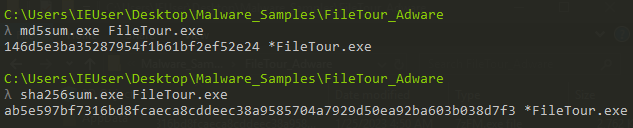 C:\Users\IEUser\Desktop\Malware_Samples\FileTour_Adware
λ md5sum.exe FileTour.exe
146d5e3ba35287954f1b61bf2ef52e24 *FileTour.exe
C:\Users\IEUser\Desktop\Malware_Samples\FileTour_Adware
λ sha256sum.exe FileTour.exe
ab5e597bf7316bd8fcaeca8cddeec38a9585704a7929d50ea92ba603b038d7f3 *FileTour.exe